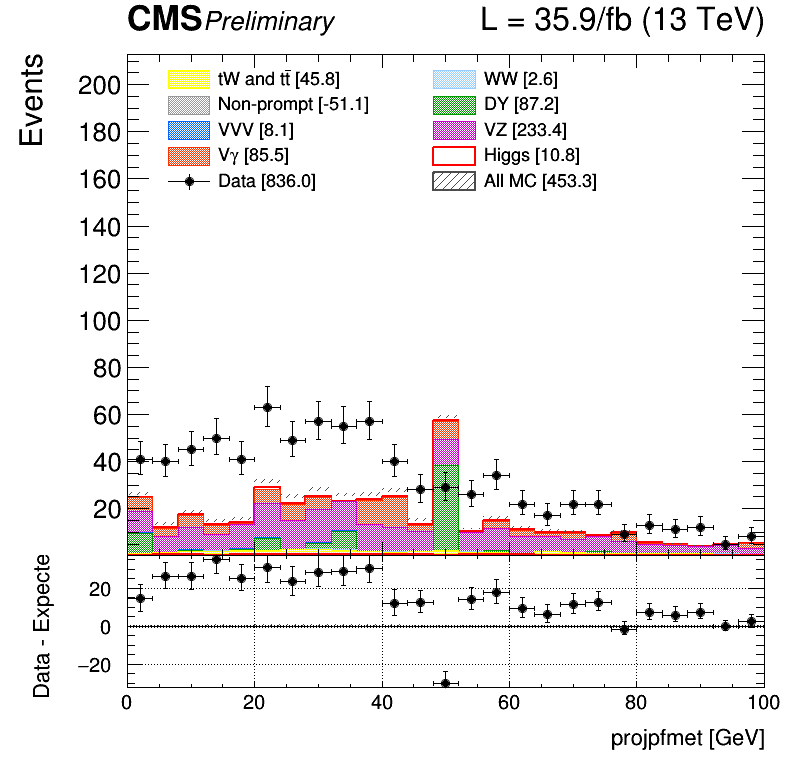 CMS Preliminary L = 35.9/fb (13 TeV)
Events
200
180
160
140
120
100
80
60
40
20
tW and tt̄ [45.8] WW [2.6]
Non-prompt [-51.1] DY [87.2]
VVV [8.1] VZ [233.4]
Vγ [85.5] Higgs [10.8]
Data [836.0] All MC [453.3]
Data - Expecte
20
0
−20
0 20 40 60 80 100
projpfmet [GeV]